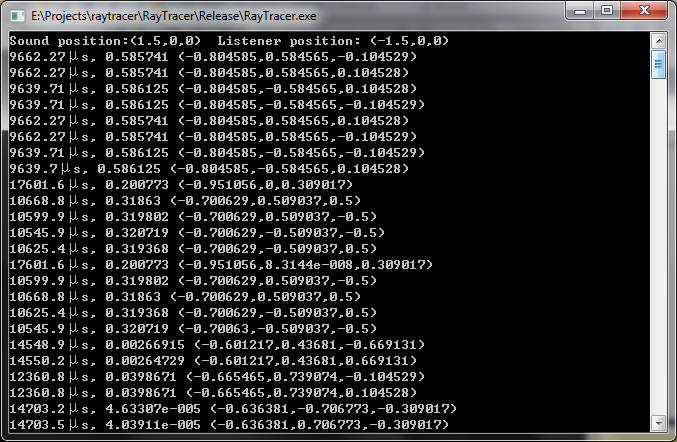 E:\Projects\raytracer\RayTracer\Release\RayTracer.exe
Sound position:(1.5,0,0)  Listener position: (-1.5,0,0)
9662.27µs, 0.585741 (-0.804585,0.584565,-0.104529)
9662.27µs, 0.585741 (-0.804585,0.584565,0.104528)
9639.71µs, 0.586125 (-0.804585,-0.584565,0.104528)
9639.71µs, 0.586125 (-0.804585,-0.584565,-0.104529)
9662.27µs, 0.585741 (-0.804585,0.584565,0.104528)
9662.27µs, 0.585741 (-0.804585,0.584565,-0.104529)
9639.71µs, 0.586125 (-0.804585,-0.584565,-0.104529)
9639.7µs, 0.586125 (-0.804585,-0.584565,0.104528)
17601.6µs, 0.200773 (-0.951056,0,0.309017)
10668.8µs, 0.31863 (-0.700629,0.509037,0.5)
10599.9µs, 0.319802 (-0.700629,0.509037,-0.5)
10545.9µs, 0.320719 (-0.700629,-0.509037,-0.5)
10625.4µs, 0.319368 (-0.700629,-0.509037,0.5)
17601.6µs, 0.200773 (-0.951056,8.3144e-008,0.309017)
10599.9µs, 0.319802 (-0.700629,0.509037,-0.5)
10668.8µs, 0.31863 (-0.700629,0.509037,0.5)
10625.4µs, 0.319368 (-0.700629,-0.509037,0.5)
10545.9µs, 0.320719 (-0.70063,-0.509037,-0.5)
14548.9µs, 0.00266915 (-0.601217,0.43681,-0.669131)
14550.2µs, 0.00264729 (-0.601217,0.43681,0.669131)
12360.8µs, 0.0398671 (-0.665465,0.739074,-0.104529)
12360.8µs, 0.0398671 (-0.665465,0.739074,0.104528)
14703.2µs, 4.63307e-005 (-0.636381,-0.706773,-0.309017)
14703.5µs, 4.03911e-005 (-0.636381,0.706773,-0.309017)